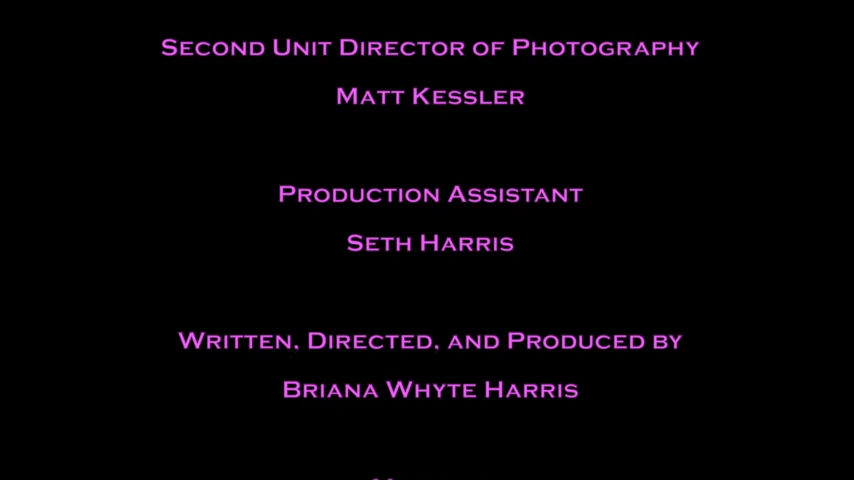 Second Unit Director of Photography
Matt Kessler
Production Assistant
Seth Harris
Written, Directed, and Produced by
Briana Whyte Harris